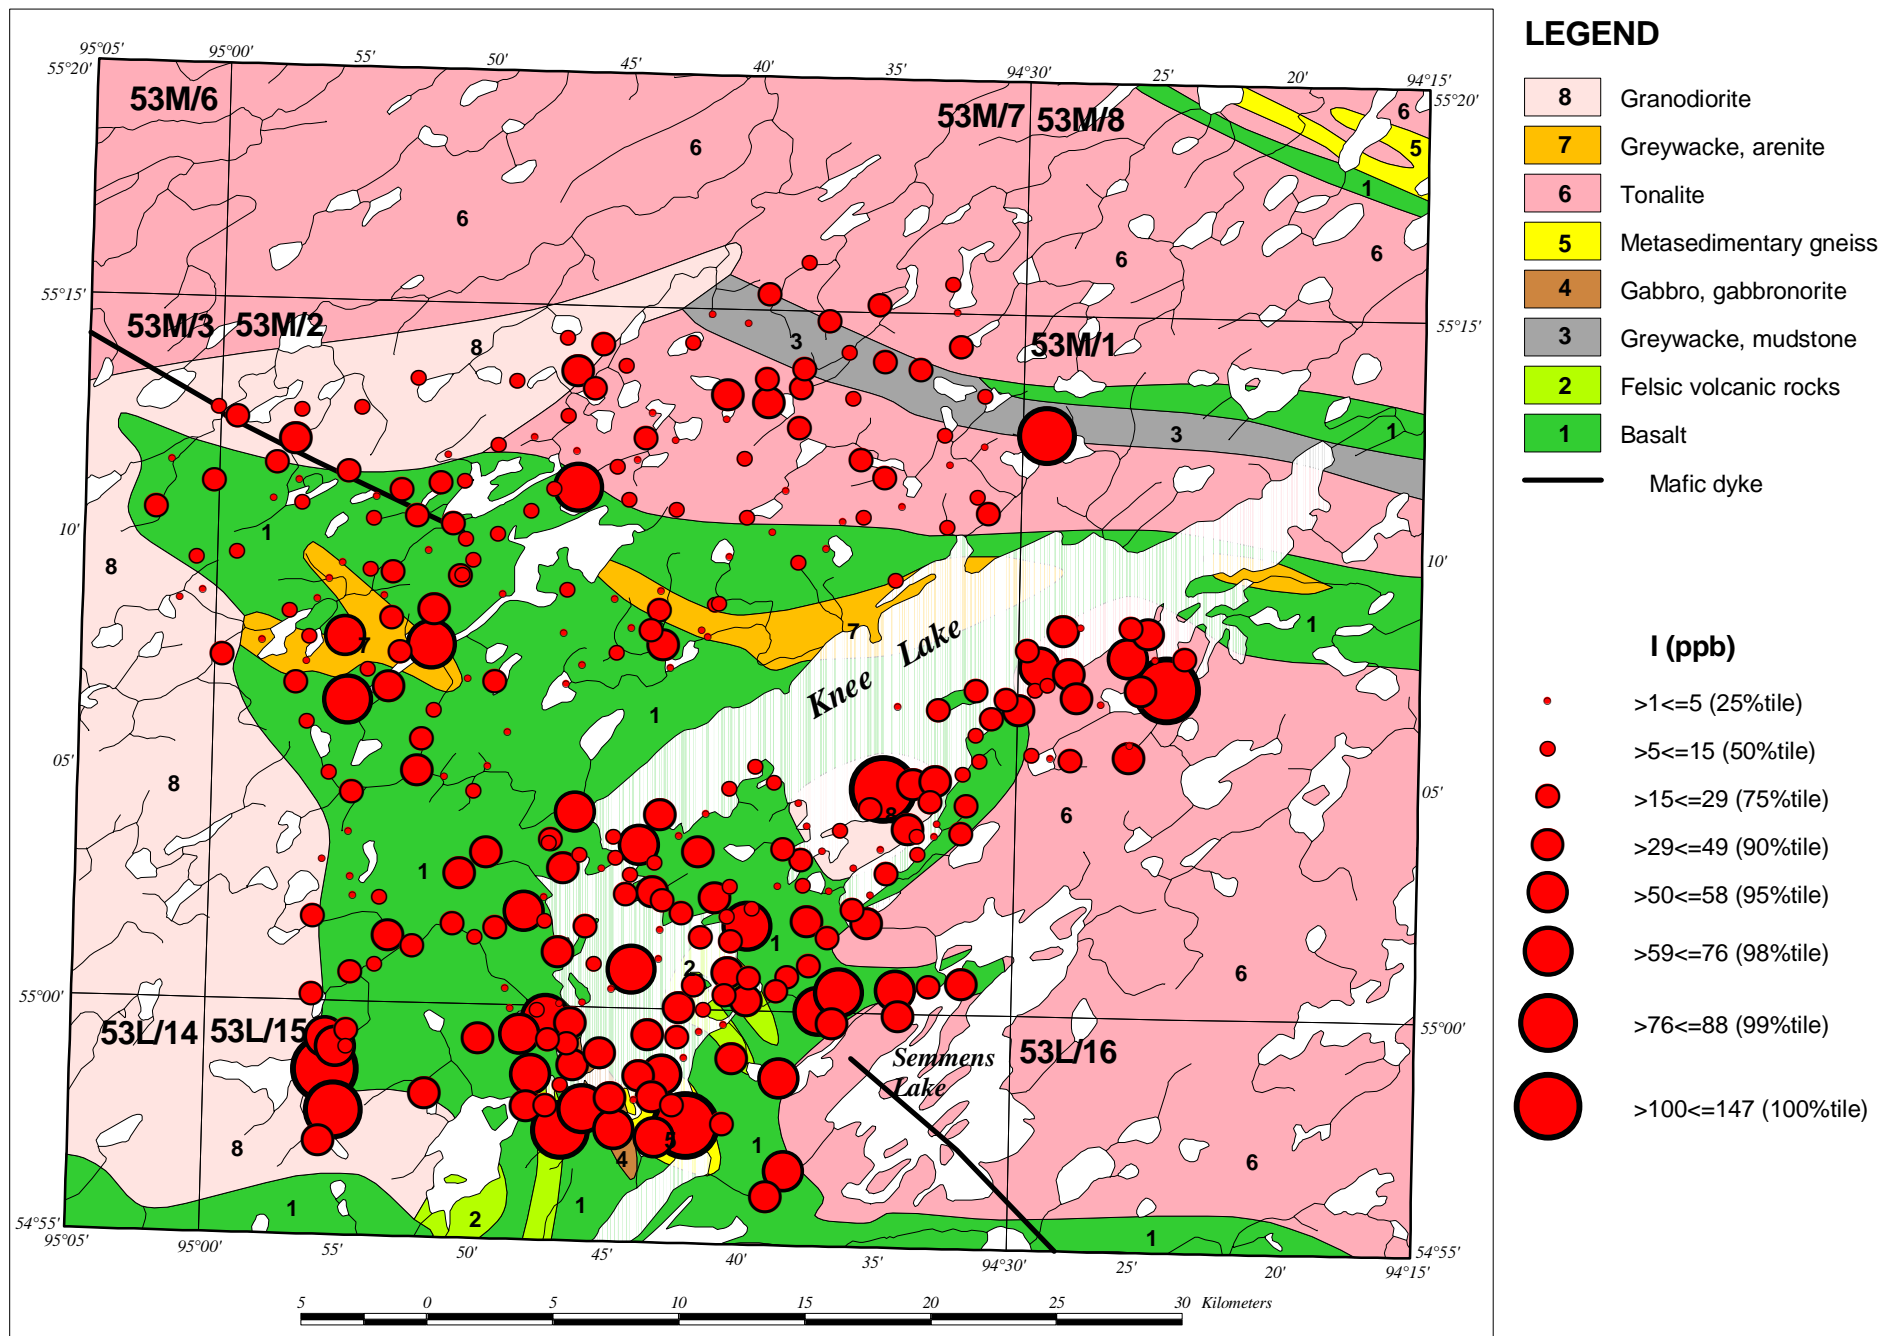 95°05'
95°00'
55'
50'
45'
40'
35'
94°30'
25'
20'
94°15'
55°20'
55°20'
53M/6
53M/7
53M/8
6
6
5
1
6
6
6
6
55°15'
55°15'
53M/3
53M/2
53M/1
3
8
3
1
10'
10'
1
8
7
7
1
Knee Lake
1
05'
05'
8
8
6
1
1
2
6
55°00'
55°00'
53L/14
53L/15
53L/16
Semmens
Lake
8
5
4
1
6
1
2
1
1
54°55'
54°55'
95°05'
95°00'
55'
50'
45'
40'
35'
94°30'
25'
20'
94°15'
5 0 5 10 15 20 25 30 Kilometers
LEGEND
8 Granodiorite
7 Greywacke, arenite
6 Tonalite
5 Metasedimentary gneiss
4 Gabbro, gabbronorite
3 Greywacke, mudstone
2 Felsic volcanic rocks
1 Basalt
Mafic dyke
I (ppb)
>1<=5 (25%tile)
>5<=15 (50%tile)
>15<=29 (75%tile)
>29<=49 (90%tile)
>50<=58 (95%tile)
>59<=76 (98%tile)
>76<=88 (99%tile)
>100<=147 (100%tile)